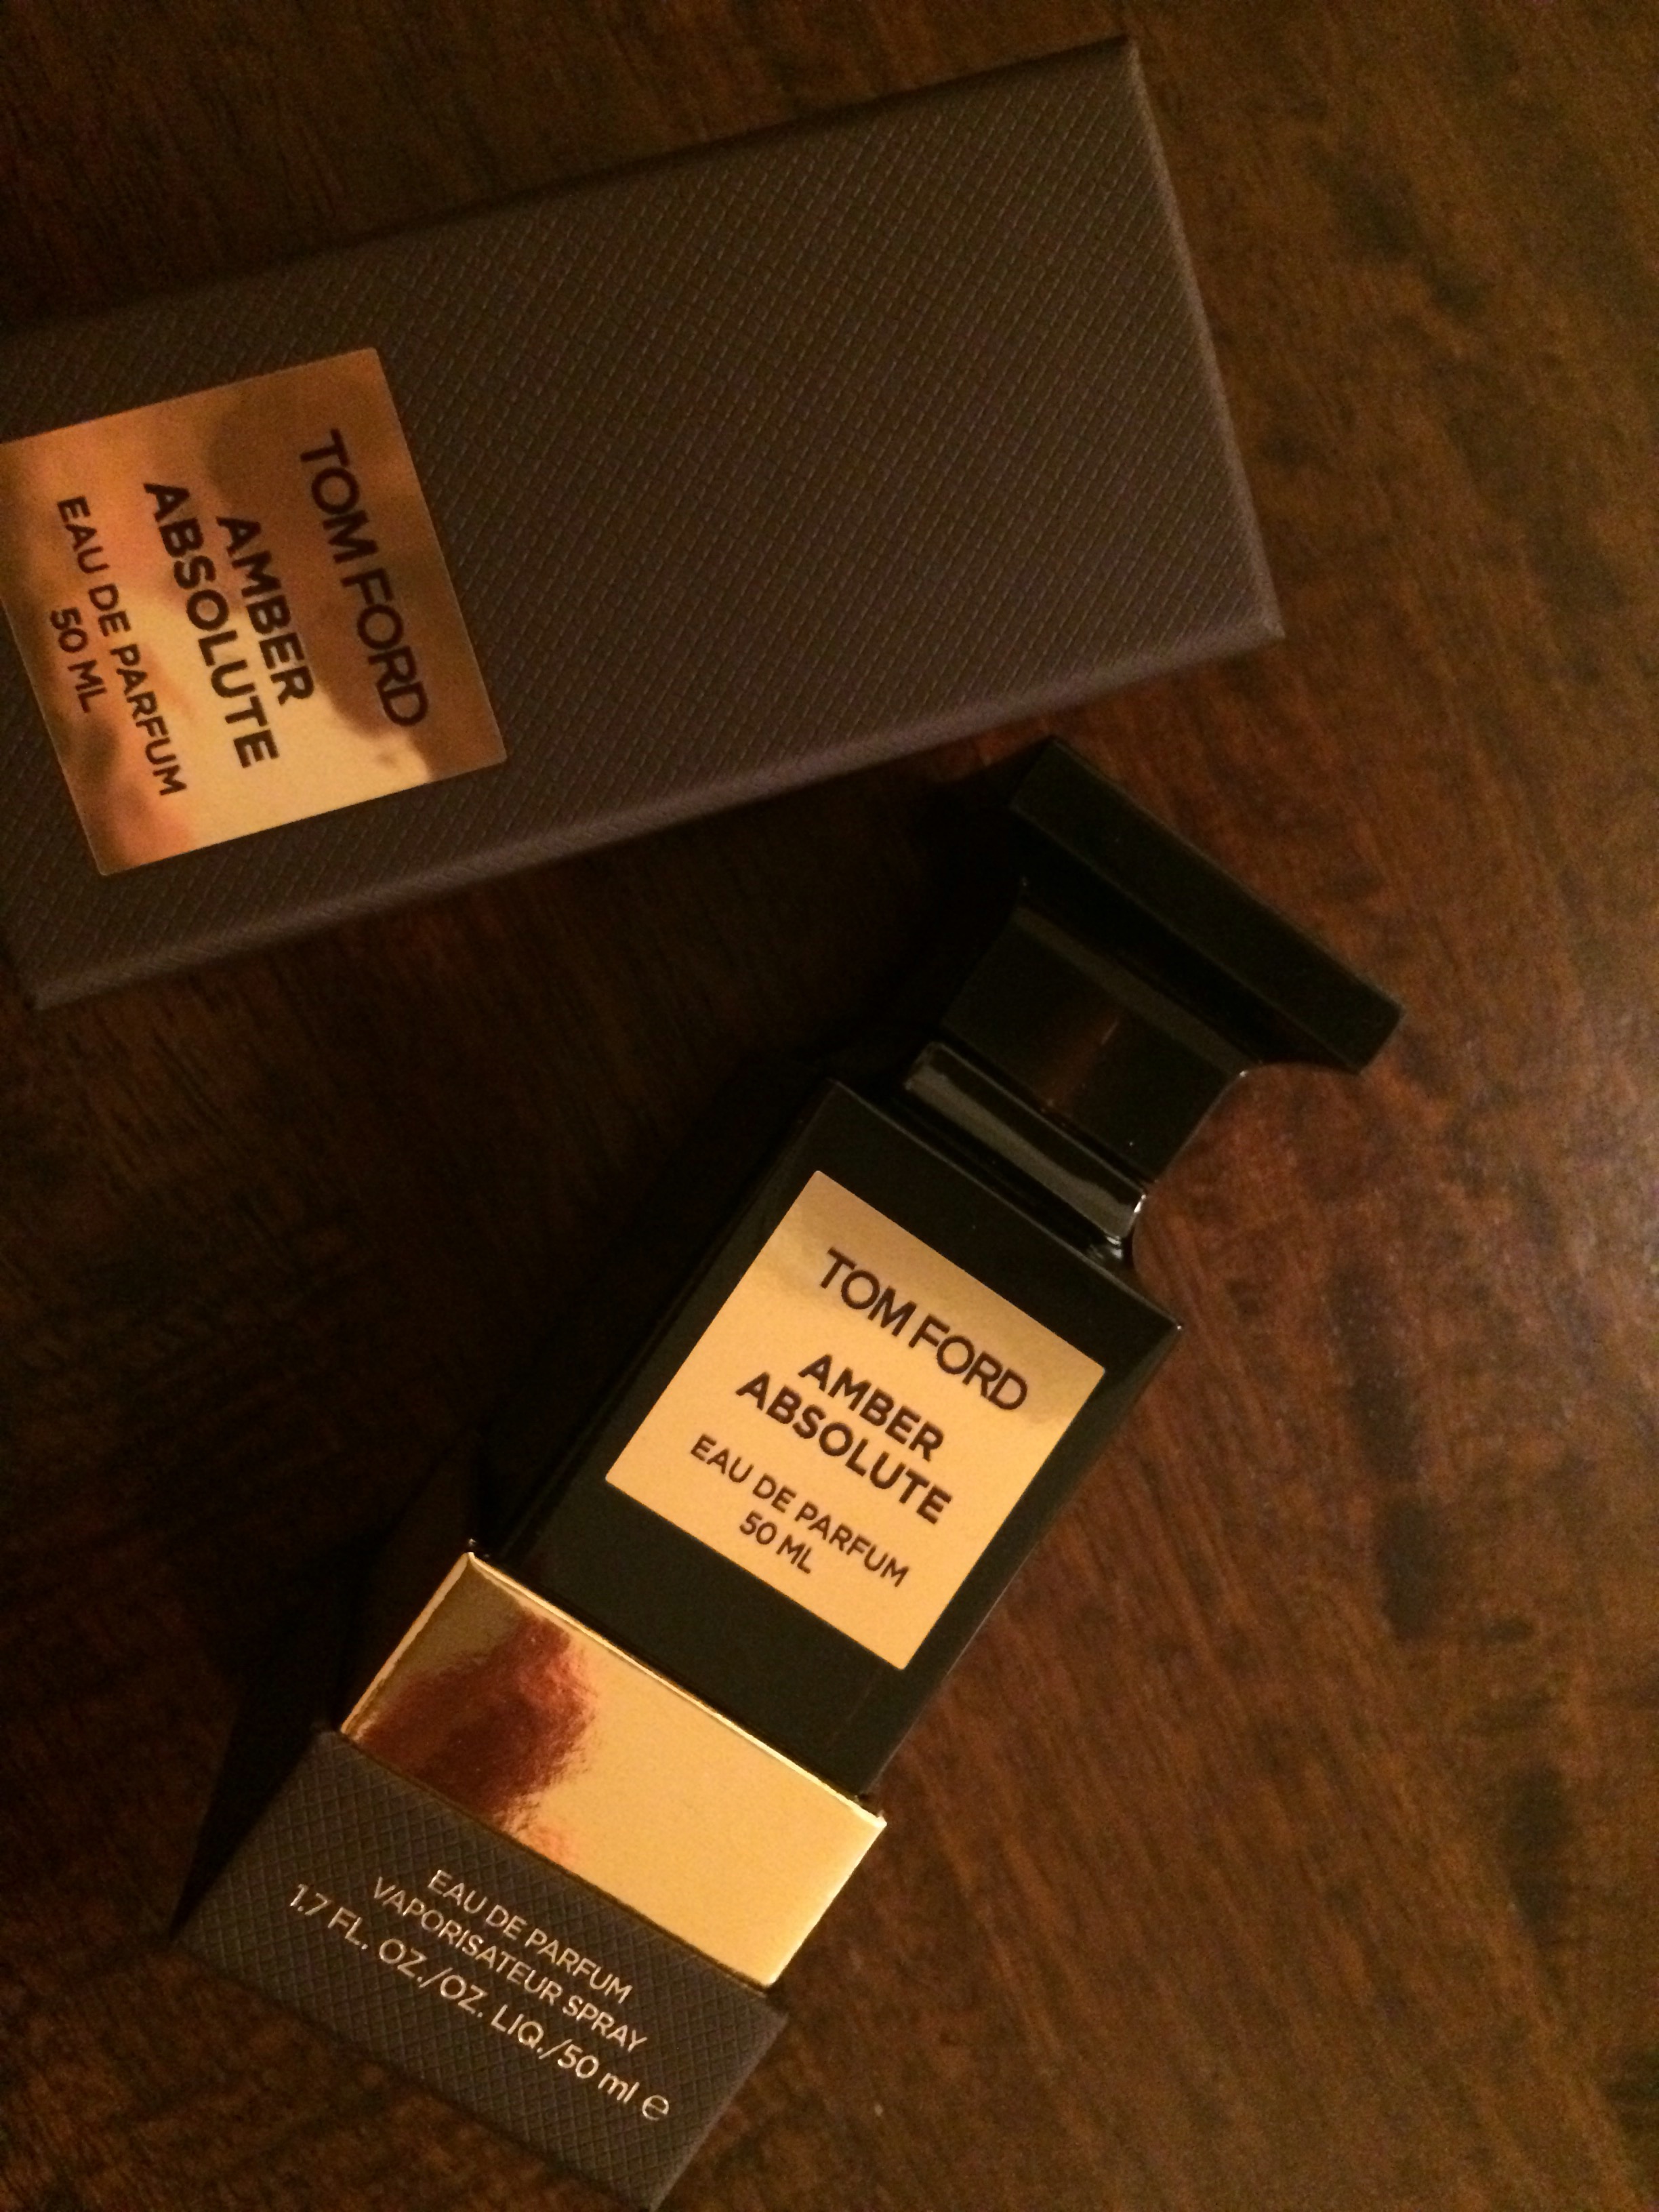 TOM FORD
AMBER
ABSOLUTE
EAU DE PARFUM
50 ML
TOM FORD
AMBER
ABSOLUTE
EAU DE PARFUM
50 ML
EAU DE PARFUM
VAPORISATEUR SPRAY
1.7 FL. OZ./OZ. LIQ./50 ml ℮